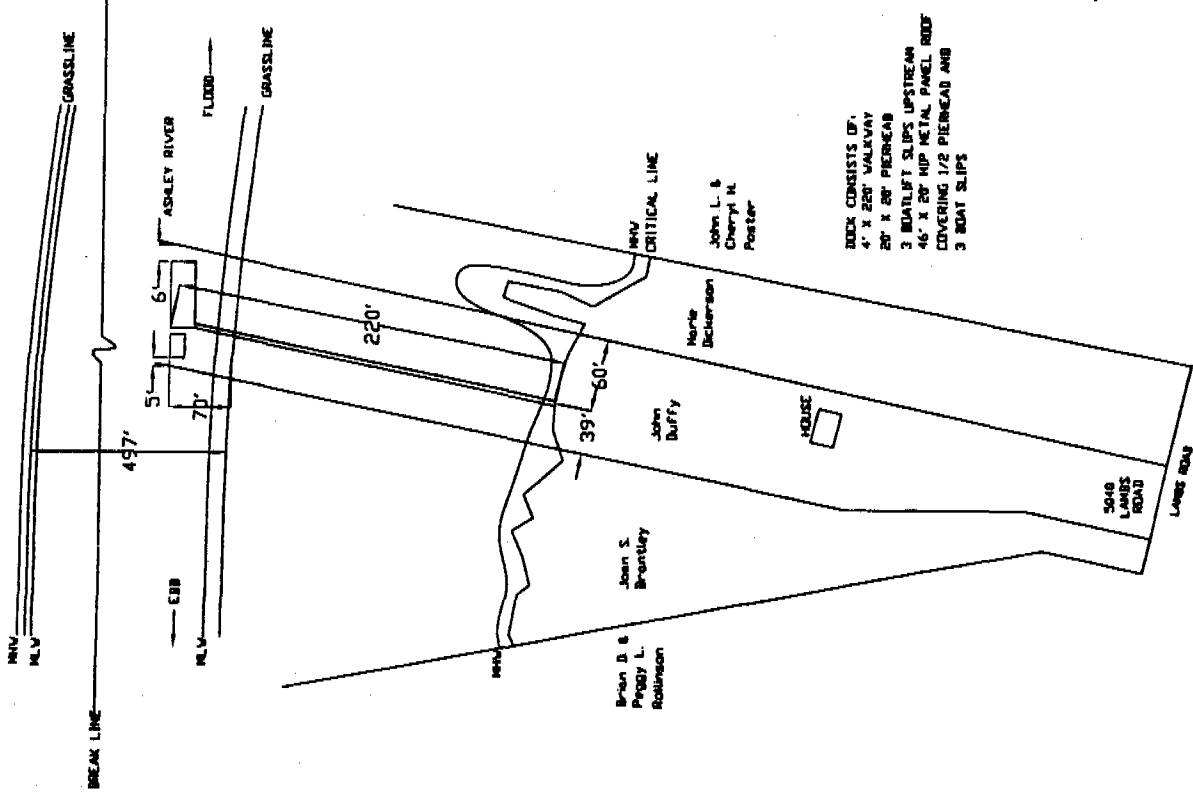 MHW
MLW
GRASSLINE
BREAK LINE
497'
EBB
FLOOD
MLW
GRASSLINE
ASHLEY RIVER
5'
6'
70'
220'
MHW
MHW
CRITICAL LINE
39'
60'
Brian D. &
Peggy L.
Rollinson
Joan S.
Brantley
John
Duffy
Marie
Dickerson
John L. &
Cheryl H.
Poster
HOUSE
5048
LAMBS
ROAD
LAMBS ROAD
DOCK CONSISTS OF:
4' X 220' WALKWAY
20' X 20' PIERHEAD
3 BOATLIFT SLIPS UPSTREAM
46' X 20' HIP METAL PANEL ROOF
COVERING 1/2 PIERHEAD AND
3 BOAT SLIPS